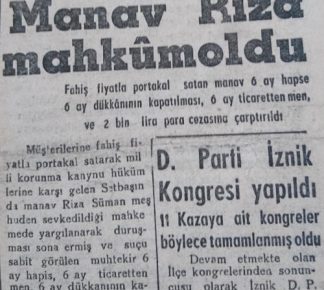 Manav Rıza
mahkûmoldu
Fahiş fiyatla portakal satan manav 6 ay hapse
6 ay dükkânının kapatılması, 6 ay ticaretten men,
ve 2 bin lira para cezasına çarptırıldı
Müşterilerine fahiş fi-
yatla portakal satarak mil
li korunma kanynu hüküm
lerine karşı gelen Setbaşın
da manav Riza Süman meş
huden sevkedildiği mahke
mede yargılanarak duruş-
ması sona ermiş ve suçu
sabit görülen muhtekir 6
ay hapis, 6 ay ticaretten
men, 6 ay dükkânının ka-
D. Parti İznik
Kongresi yapıldı
11 Kazaya ait kongreler
böylece tamamlanmış oldu
Devam etmekte olan
İlçe kongrelerinden sonun-
cusu olarak İznik D. P.